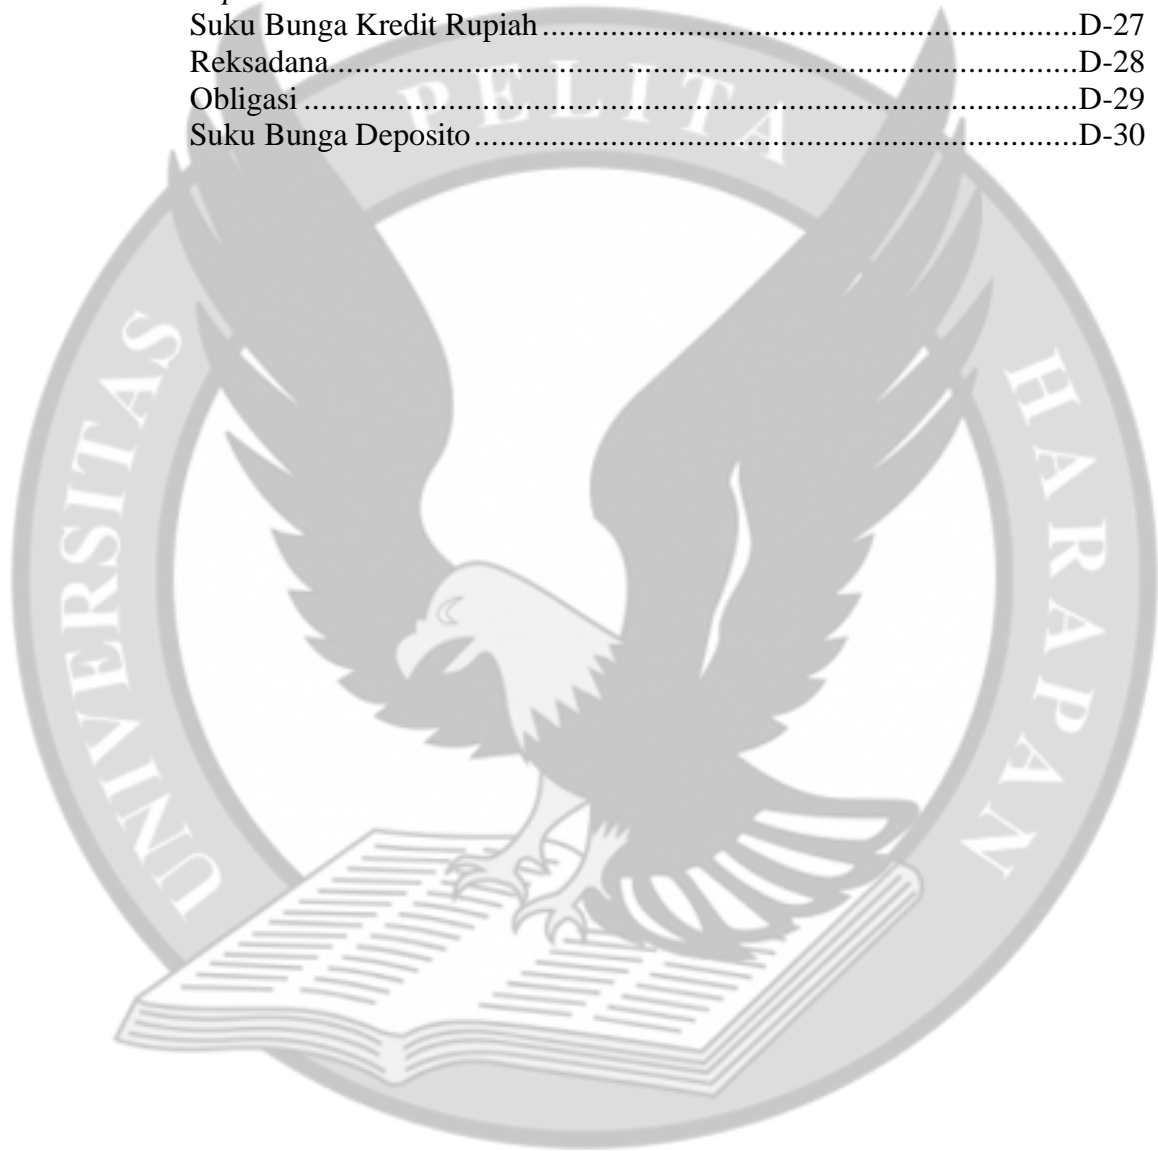 Suku Bunga Kredit Rupiah................................................................D-27
Reksadana.........................................................................................D-28
Obligasi............................................................................................D-29
Suku Bunga Deposito........................................................................D-30
UNIVERSITAS PELITA HARAPAN